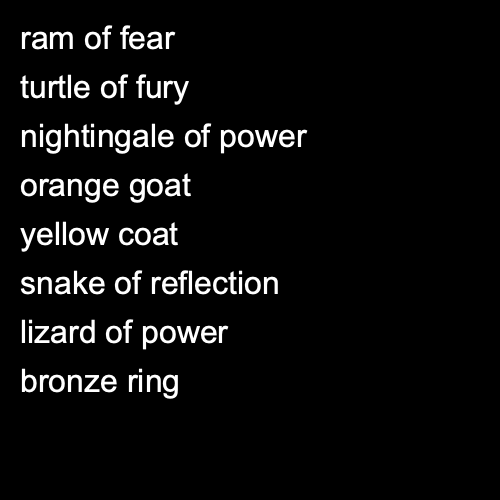 ram of fear
turtle of fury
nightingale of power
orange goat
yellow coat
snake of reflection
lizard of power
bronze ring